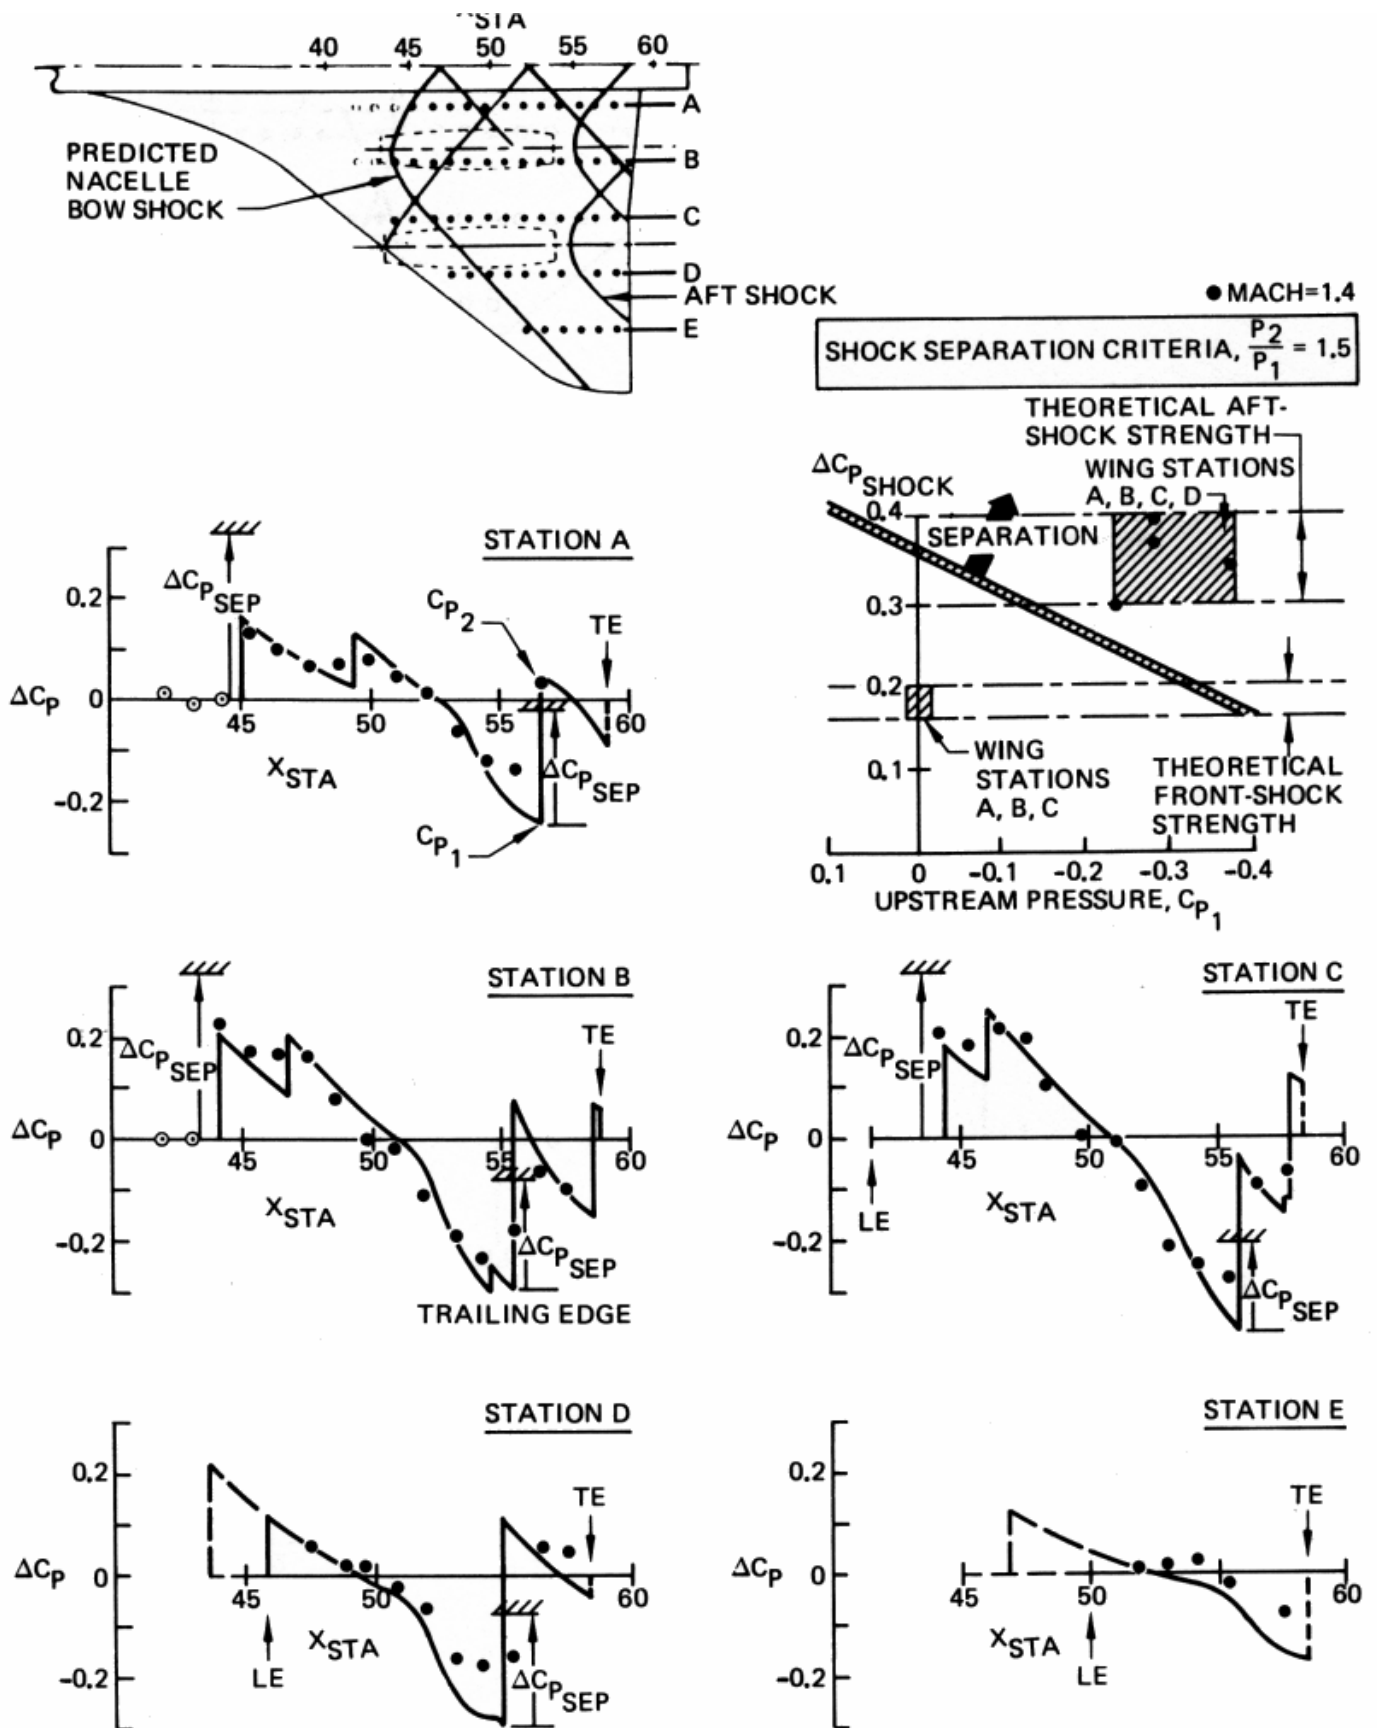 XSTA
40 45 50 55 60
A
PREDICTED
NACELLE
BOW SHOCK
B
C
D
AFT SHOCK
E
● MACH=1.4
SHOCK SEPARATION CRITERIA, P2/P1 = 1.5
THEORETICAL AFT-
SHOCK STRENGTH
WING STATIONS
A, B, C, D
ΔCP SHOCK
SEPARATION
0.4
0.3
0.2
0.1
WING
STATIONS
A, B, C
THEORETICAL
FRONT-SHOCK
STRENGTH
0.1 0 -0.1 -0.2 -0.3 -0.4
UPSTREAM PRESSURE, CP1
STATION A
ΔCP SEP
CP2
TE
0.2
ΔCP 0
-0.2
45 50 55 60
XSTA
ΔCP SEP
CP1
STATION B
0.2
ΔCP SEP
TE
ΔCP 0
-0.2
45 50 55 60
XSTA
ΔCP SEP
TRAILING EDGE
STATION C
TE
0.2
ΔCP SEP
ΔCP 0
-0.2
45 50 55 60
LE
XSTA
ΔCP SEP
STATION D
0.2
TE
ΔCP 0
-0.2
45 50 60
LE
XSTA
ΔCP SEP
STATION E
0.2
TE
ΔCP 0
-0.2
45 50 55 60
XSTA
LE